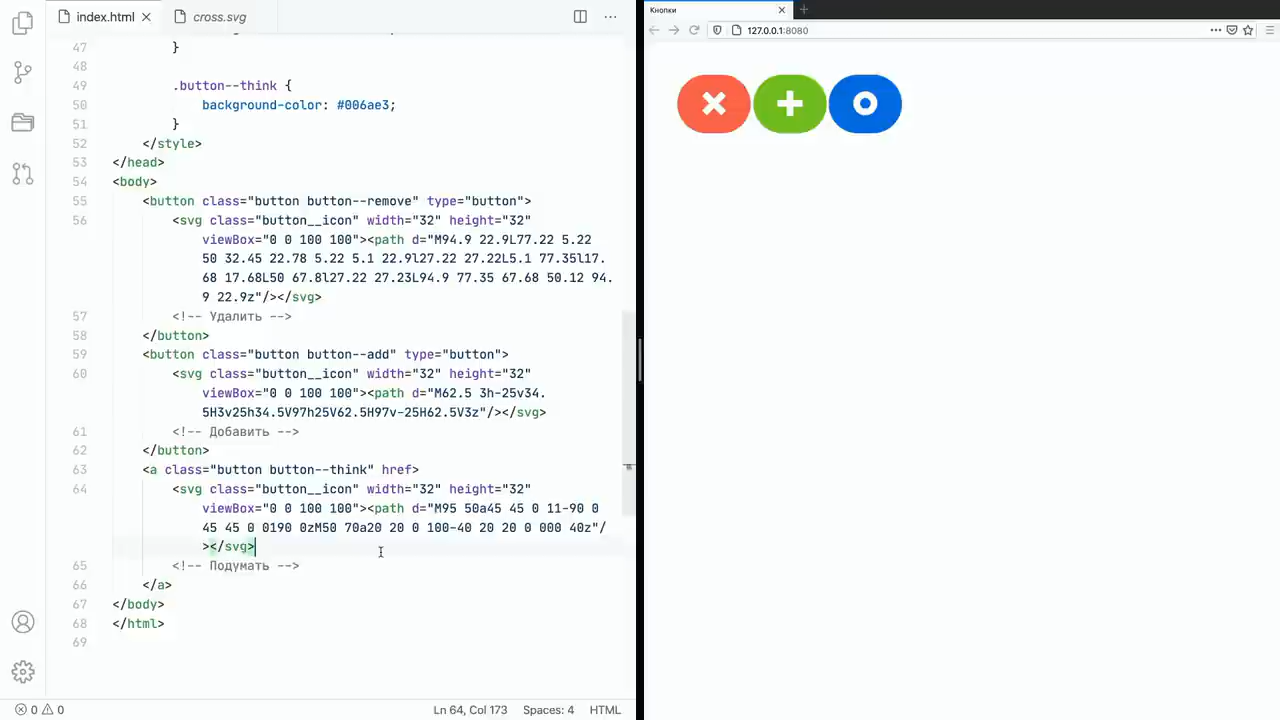 index.html
cross.svg
47 }
48
49 .button--think {
50 background-color: #006ae3;
51 }
52 </style>
53 </head>
54 <body>
55 <button class="button button--remove" type="button">
56 <svg class="button__icon" width="32" height="32"
viewBox="0 0 100 100"><path d="M94.9 22.9L77.22 5.22
50 32.45 22.78 5.22 5.1 22.9l27.22 27.22L5.1 77.35l17.
68 17.68L50 67.8l27.22 27.23L94.9 77.35 67.68 50.12 94.
9 22.9z"/></svg>
57 <!-- Удалить -->
58 </button>
59 <button class="button button--add" type="button">
60 <svg class="button__icon" width="32" height="32"
viewBox="0 0 100 100"><path d="M62.5 3h-25v34.
5H3v25h34.5V97h25V62.5H97v-25H62.5V3z"/></svg>
61 <!-- Добавить -->
62 </button>
63 <a class="button button--think" href>
64 <svg class="button__icon" width="32" height="32"
viewBox="0 0 100 100"><path d="M95 50a45 45 0 11-90 0
45 45 0 0190 0zM50 70a20 20 0 100-40 20 20 0 000 40z"/
></svg>
65 <!-- Подумать -->
66 </a>
67 </body>
68 </html>
69
0 0
Ln 64, Col 173
Spaces: 4
HTML
Кнопки
127.0.0.1:8080